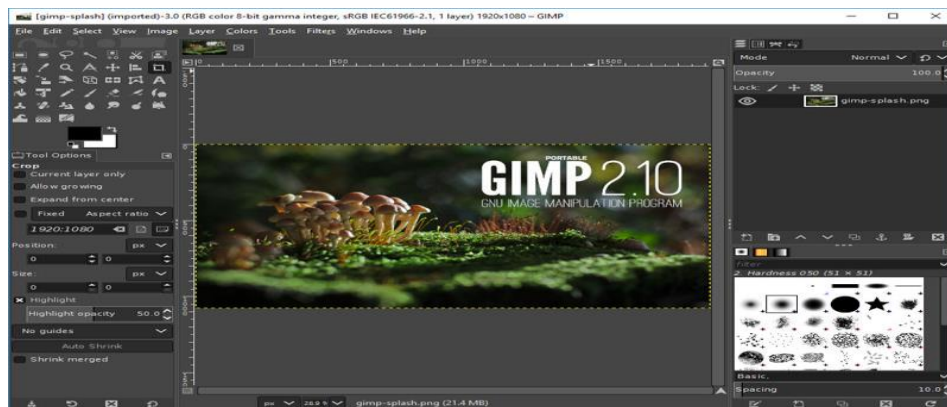 [gimp-splash] (imported)-3.0 (RGB color 8-bit gamma integer, sRGB IEC61966-2.1, 1 layer) 1920x1080 – GIMP
File Edit Select View Image Layer Colors Tools Filters Windows Help
500 1000 1500
Mode Normal
Opacity 100.0
Lock:
gimp-splash.png
PORTABLE
GIMP 2.10
GNU IMAGE MANIPULATION PROGRAM
Tool Options
Crop
Current layer only
Allow growing
Expand from center
Fixed Aspect ratio
1920:1080
Position: px
0 0
Size: px
0 0
Highlight
Highlight opacity 50.0
No guides
Auto Shrink
Shrink merged
filter
2. Hardness 050 (51 × 51)
Basic,
Spacing 10.0
px gimp-splash.png (21.4 MB)